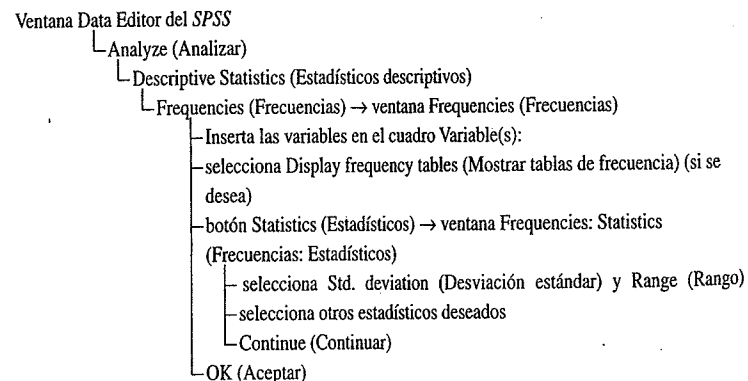 Ventana Data Editor del SPSS
Analyze (Analizar)
Descriptive Statistics (Estadísticos descriptivos)
Frequencies (Frecuencias) → ventana Frequencies (Frecuencias)
Inserta las variables en el cuadro Variable(s):
selecciona Display frequency tables (Mostrar tablas de frecuencia) (si se
desea)
botón Statistics (Estadísticos) → ventana Frequencies: Statistics
(Frecuencias: Estadísticos)
selecciona Std. deviation (Desviación estándar) y Range (Rango)
selecciona otros estadísticos deseados
Continue (Continuar)
OK (Aceptar)